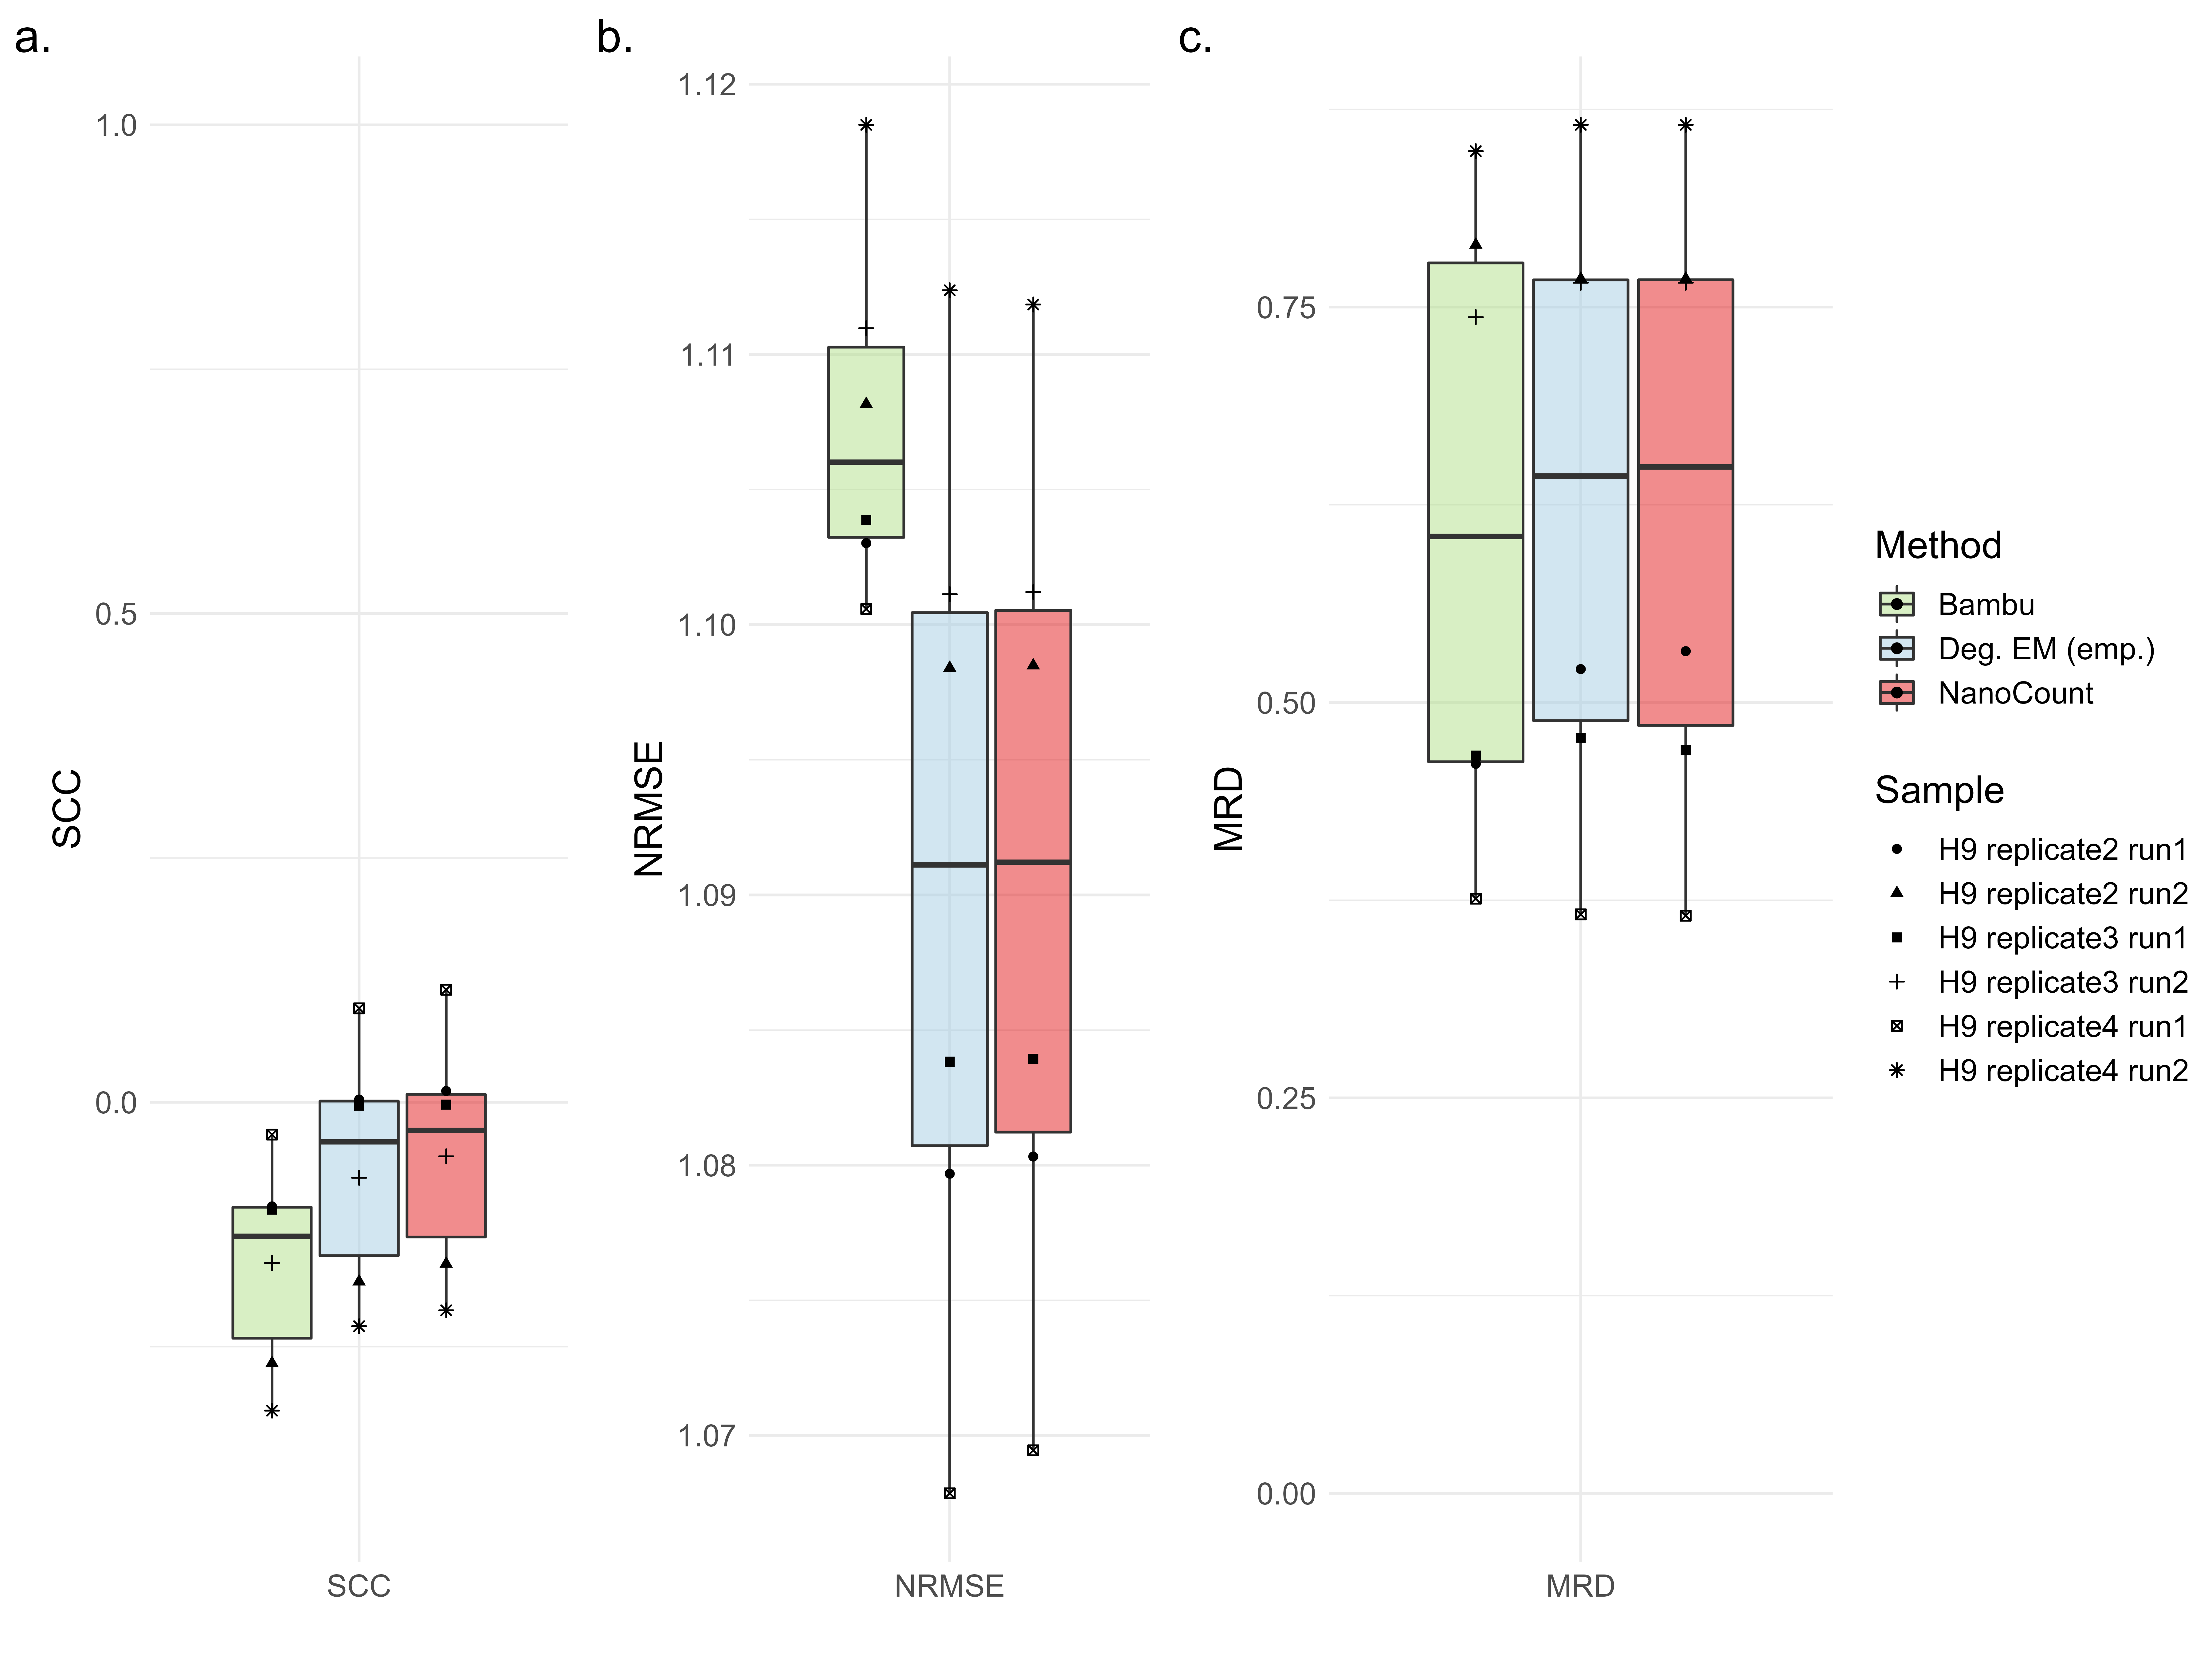 a.
SCC
1.0
0.5
0.0
SCC
b.
NRMSE
1.12
1.11
1.10
1.09
1.08
1.07
NRMSE
c.
MRD
0.75
0.50
0.25
0.00
MRD
Method
Bambu
Deg. EM (emp.)
NanoCount
Sample
H9 replicate2 run1
H9 replicate2 run2
H9 replicate3 run1
H9 replicate3 run2
H9 replicate4 run1
H9 replicate4 run2